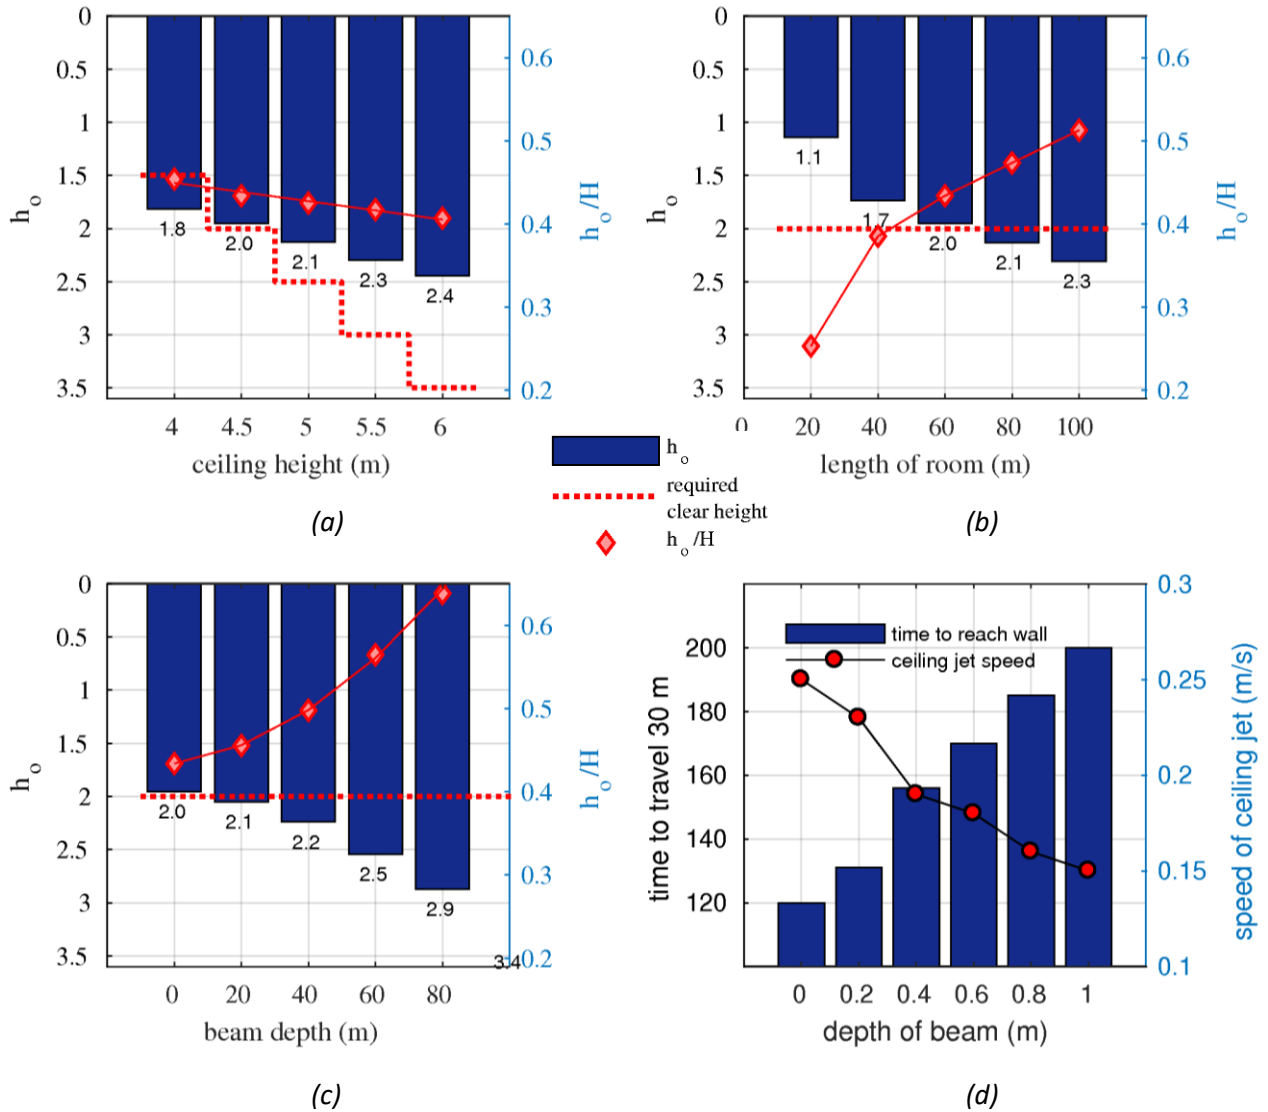 0
0.5
1
1.5
2
2.5
3
3.5
h o
1.8
2.0
2.1
2.3
2.4
0.6
0.5
0.4
0.3
0.2
h o /H
4 4.5 5 5.5 6
ceiling height (m)
(a)
0
0.5
1
1.5
2
2.5
3
3.5
h o
1.1
1.7
2.0
2.1
2.3
0.6
0.5
0.4
0.3
0.2
h o /H
0 20 40 60 80 100
length of room (m)
(b)
h o
required
clear height
h o /H
0
0.5
1
1.5
2
2.5
3
3.5
h o
2.0
2.1
2.2
2.5
2.9
3.4
0.6
0.5
0.4
0.3
0.2
h o /H
0 20 40 60 80
beam depth (m)
(c)
time to reach wall
ceiling jet speed
200
180
160
140
120
time to travel 30 m
0.3
0.25
0.2
0.15
0.1
speed of ceiling jet (m/s)
0 0.2 0.4 0.6 0.8 1
depth of beam (m)
(d)